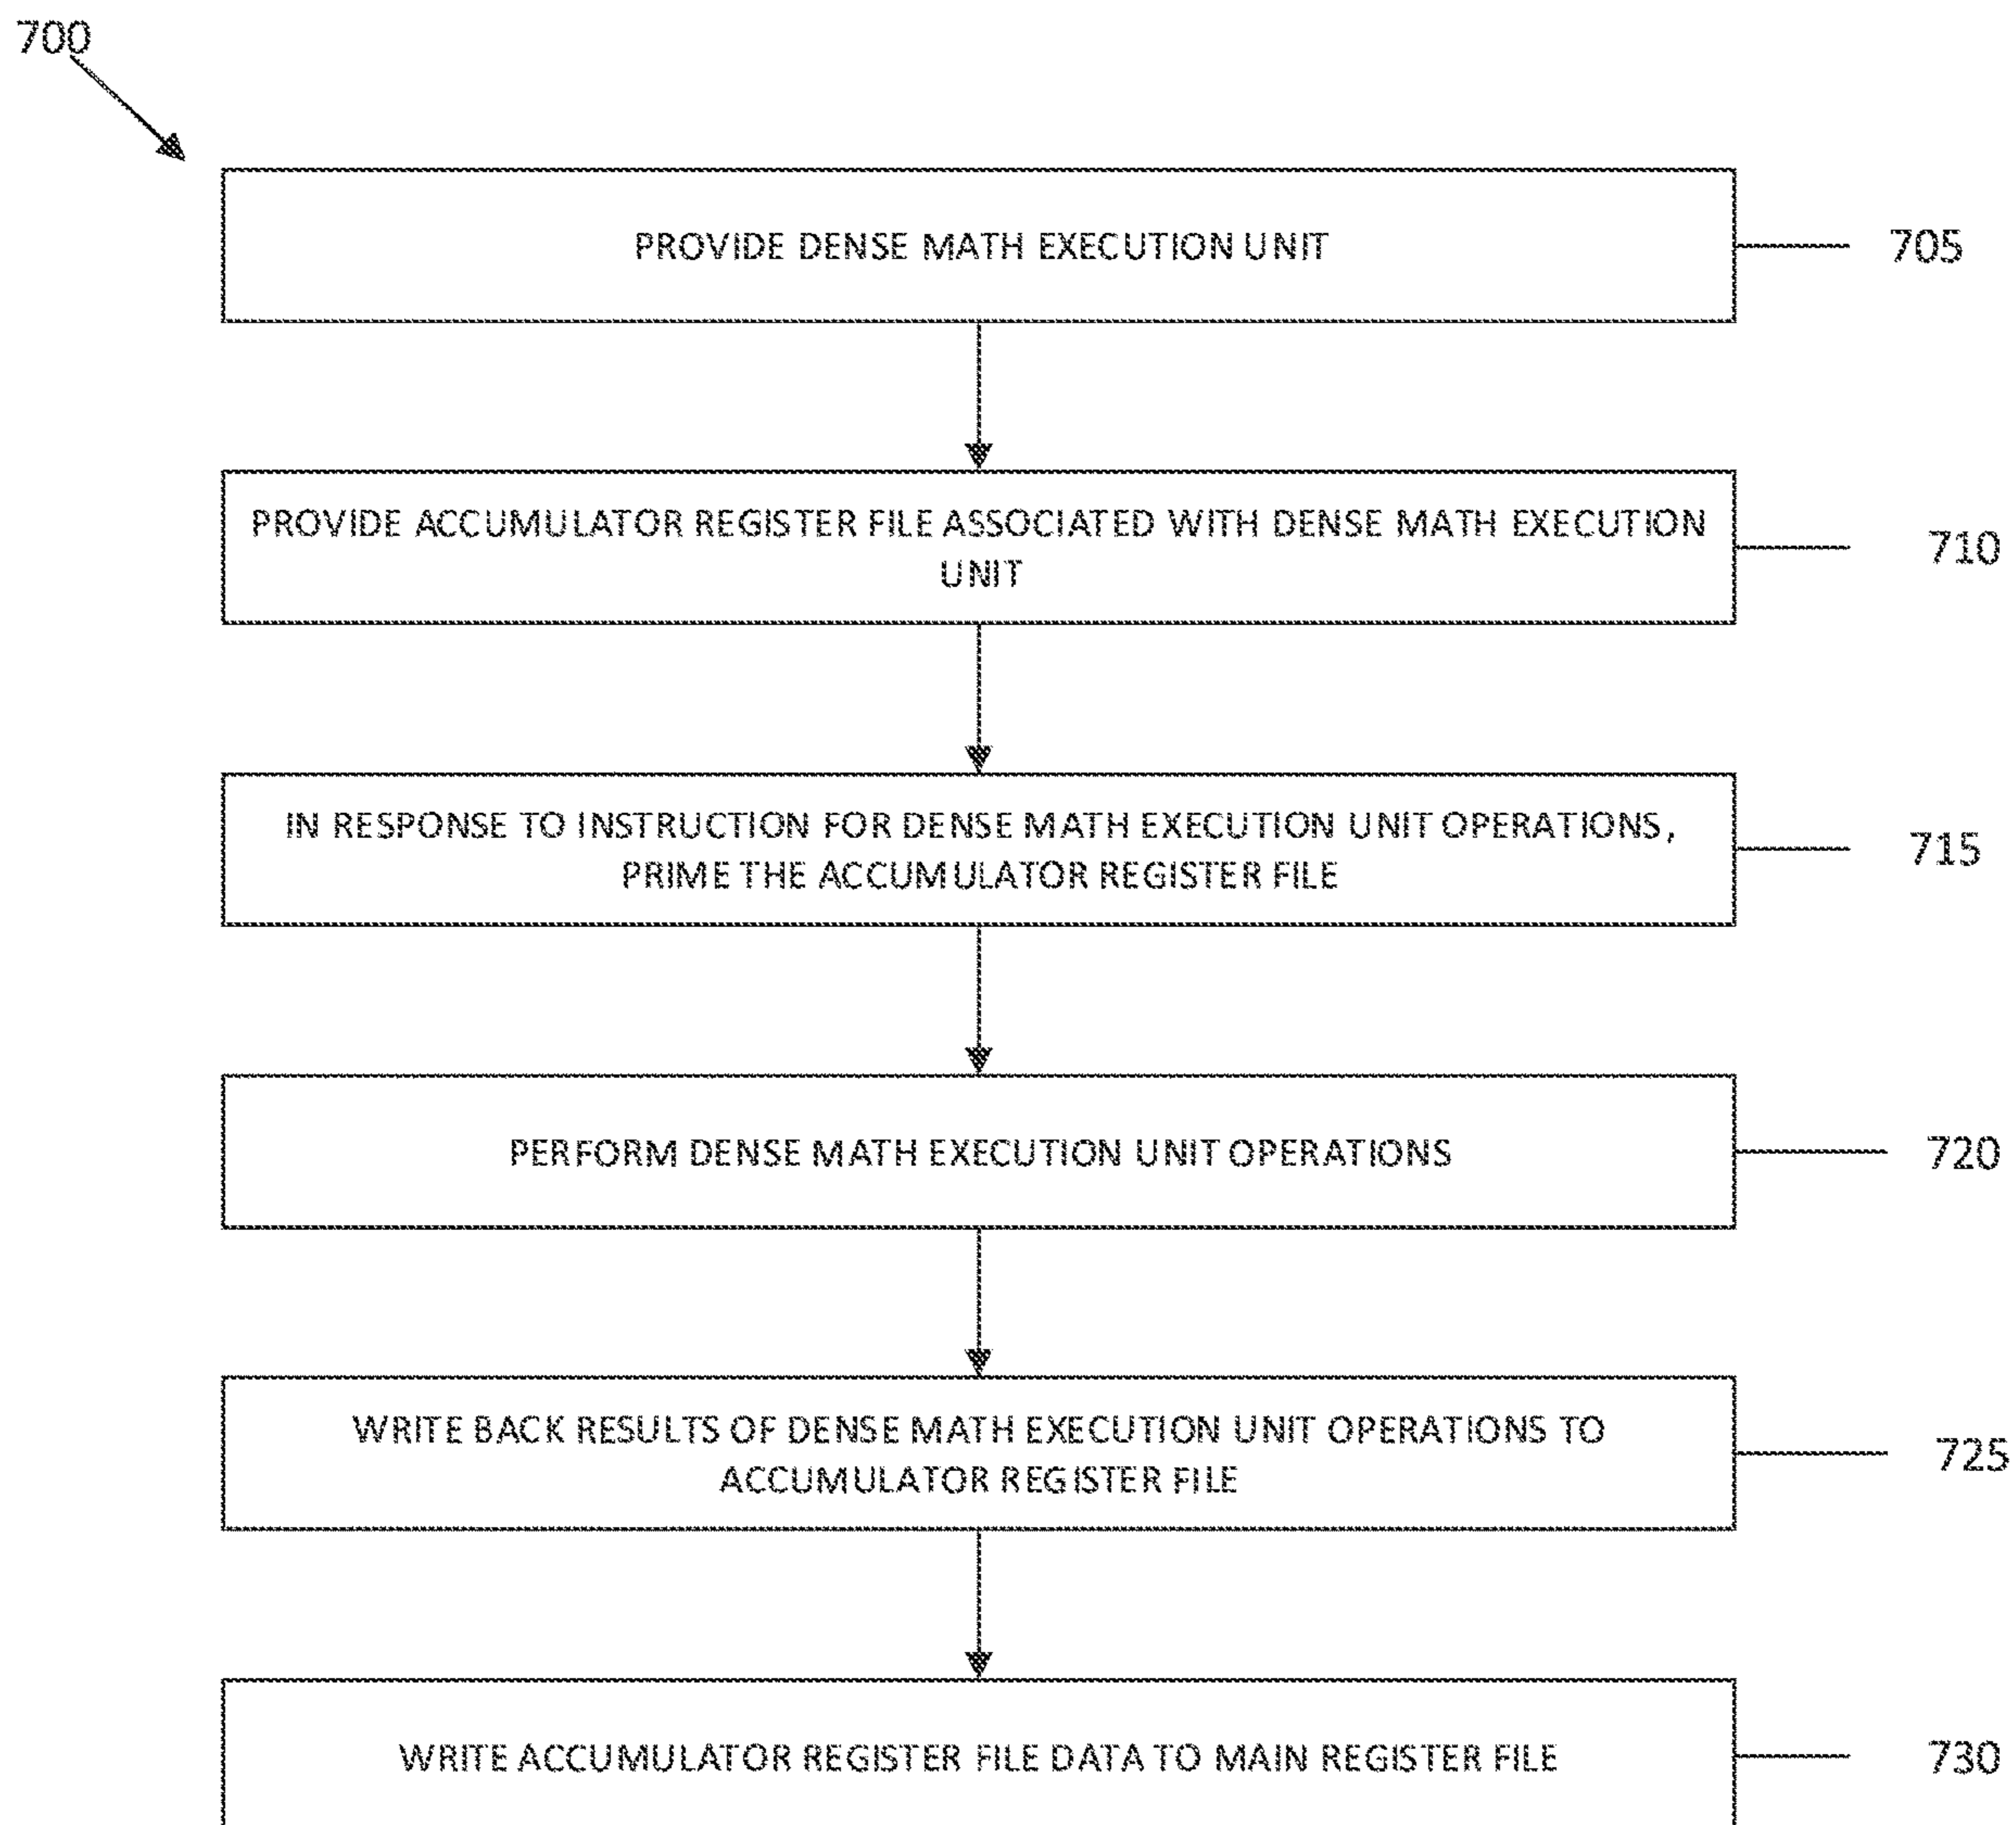 700
PROVIDE DENSE MATH EXECUTION UNIT
705
PROVIDE ACCUMULATOR REGISTER FILE ASSOCIATED WITH DENSE MATH EXECUTION
UNIT
710
IN RESPONSE TO INSTRUCTION FOR DENSE MATH EXECUTION UNIT OPERATIONS,
PRIME THE ACCUMULATOR REGISTER FILE
715
PERFORM DENSE MATH EXECUTION UNIT OPERATIONS
720
WRITE BACK RESULTS OF DENSE MATH EXECUTION UNIT OPERATIONS TO
ACCUMULATOR REGISTER FILE
725
WRITE ACCUMULATOR REGISTER FILE DATA TO MAIN REGISTER FILE
730